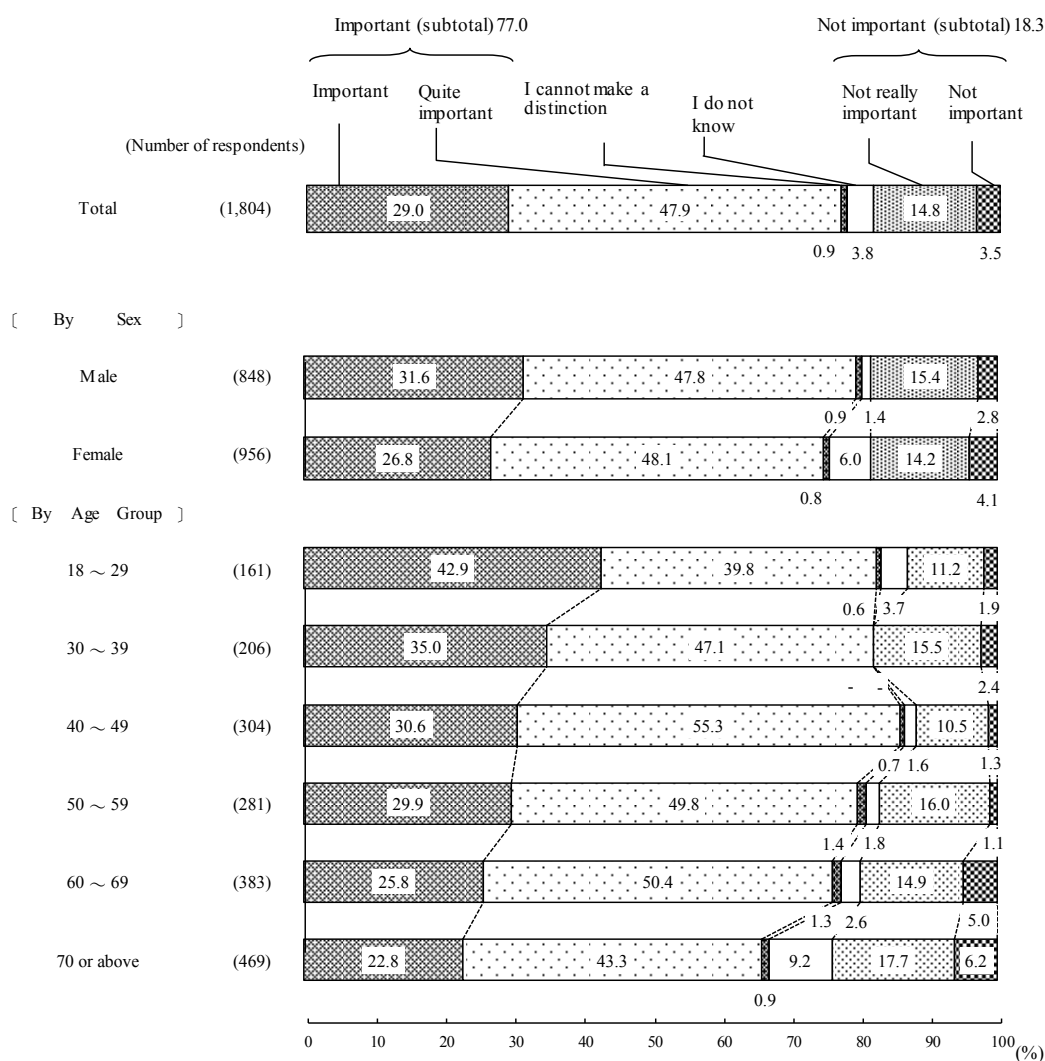 Important (subtotal) 77.0 Not important (subtotal) 18.3
Important Quite important I cannot make a distinction I do not know Not really important Not important
(Number of respondents)
Total (1,804) 29.0 47.9 14.8
0.9 3.8 3.5
〔 By Sex 〕
Male (848) 31.6 47.8 15.4
0.9 1.4 2.8
Female (956) 26.8 48.1 6.0 14.2
0.8 4.1
〔 By Age Group 〕
18 ～ 29 (161) 42.9 39.8 11.2
0.6 3.7 1.9
30 ～ 39 (206) 35.0 47.1 15.5
- - 2.4
40 ～ 49 (304) 30.6 55.3 10.5
0.7 1.6 1.3
50 ～ 59 (281) 29.9 49.8 16.0
1.4 1.8 1.1
60 ～ 69 (383) 25.8 50.4 14.9
1.3 2.6 5.0
70 or above (469) 22.8 43.3 9.2 17.7 6.2
0.9
0 10 20 30 40 50 60 70 80 90 100
(%)